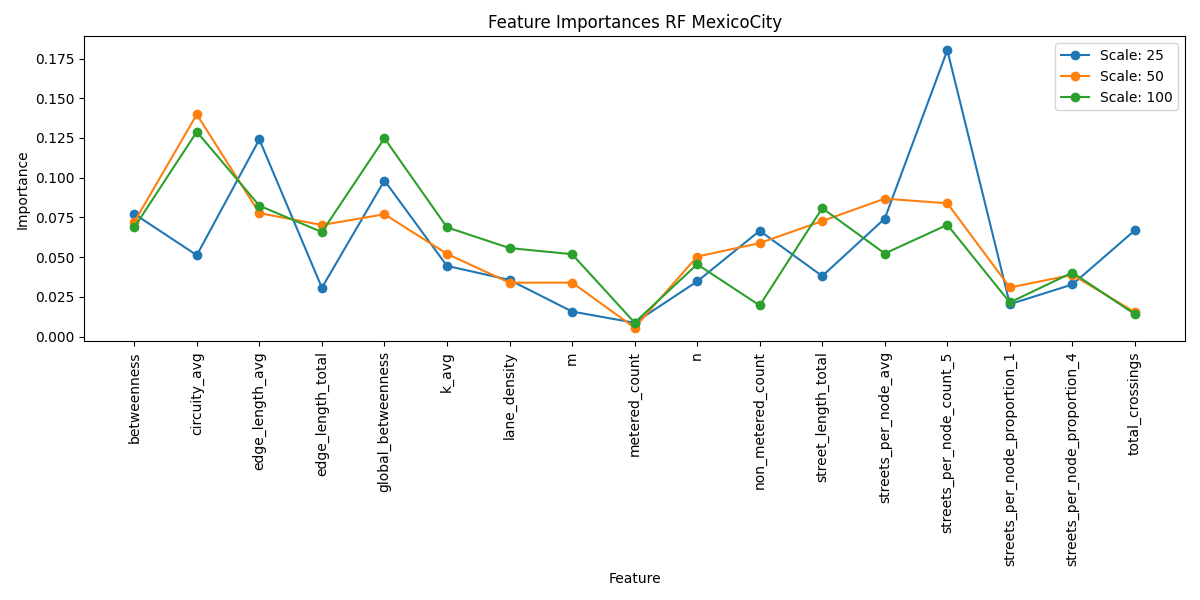 Feature Importances RF MexicoCity
Scale: 25
Scale: 50
Scale: 100
Importance
0.175
0.150
0.125
0.100
0.075
0.050
0.025
0.000
betweenness
circuity_avg
edge_length_avg
edge_length_total
global_betweenness
k_avg
lane_density
m
metered_count
n
non_metered_count
street_length_total
streets_per_node_avg
streets_per_node_count_5
streets_per_node_proportion_1
streets_per_node_proportion_4
total_crossings
Feature